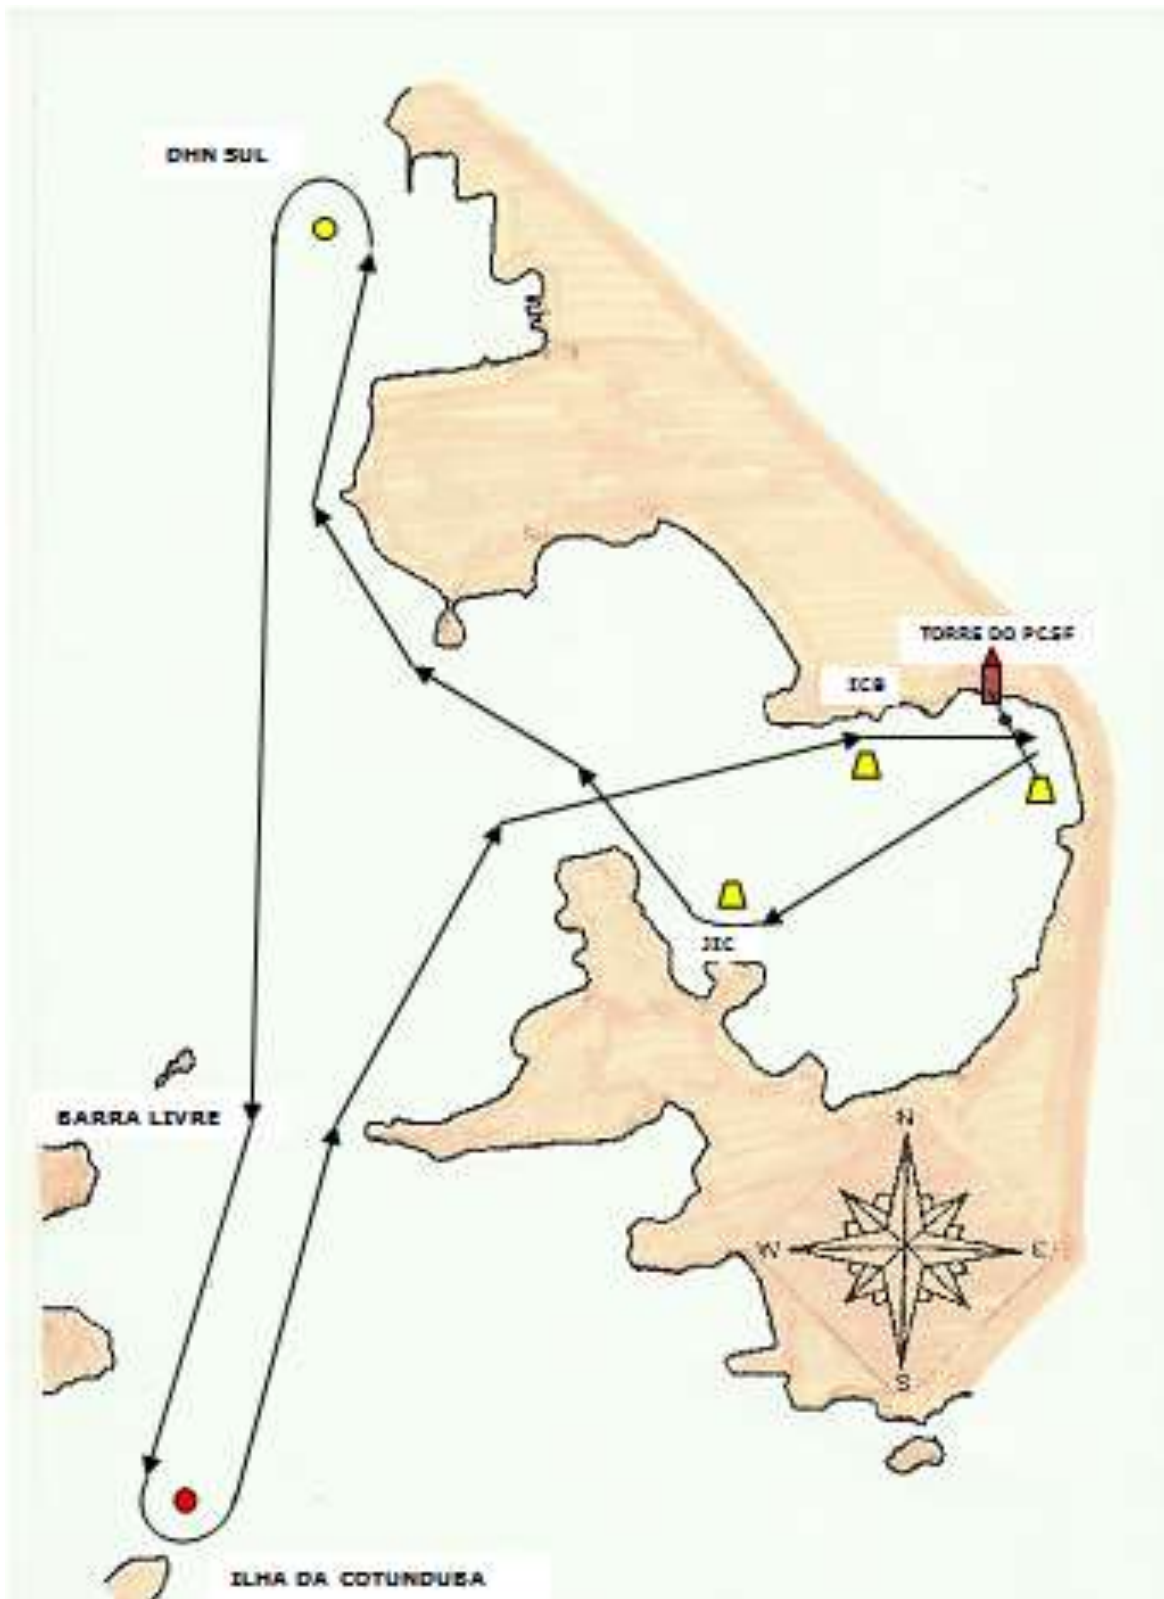 DHN SUL
TORRE DO PCSF
ICB
JIC
BARRA LIVRE
N
W
E
S
ILHA DA COTUNDUBA